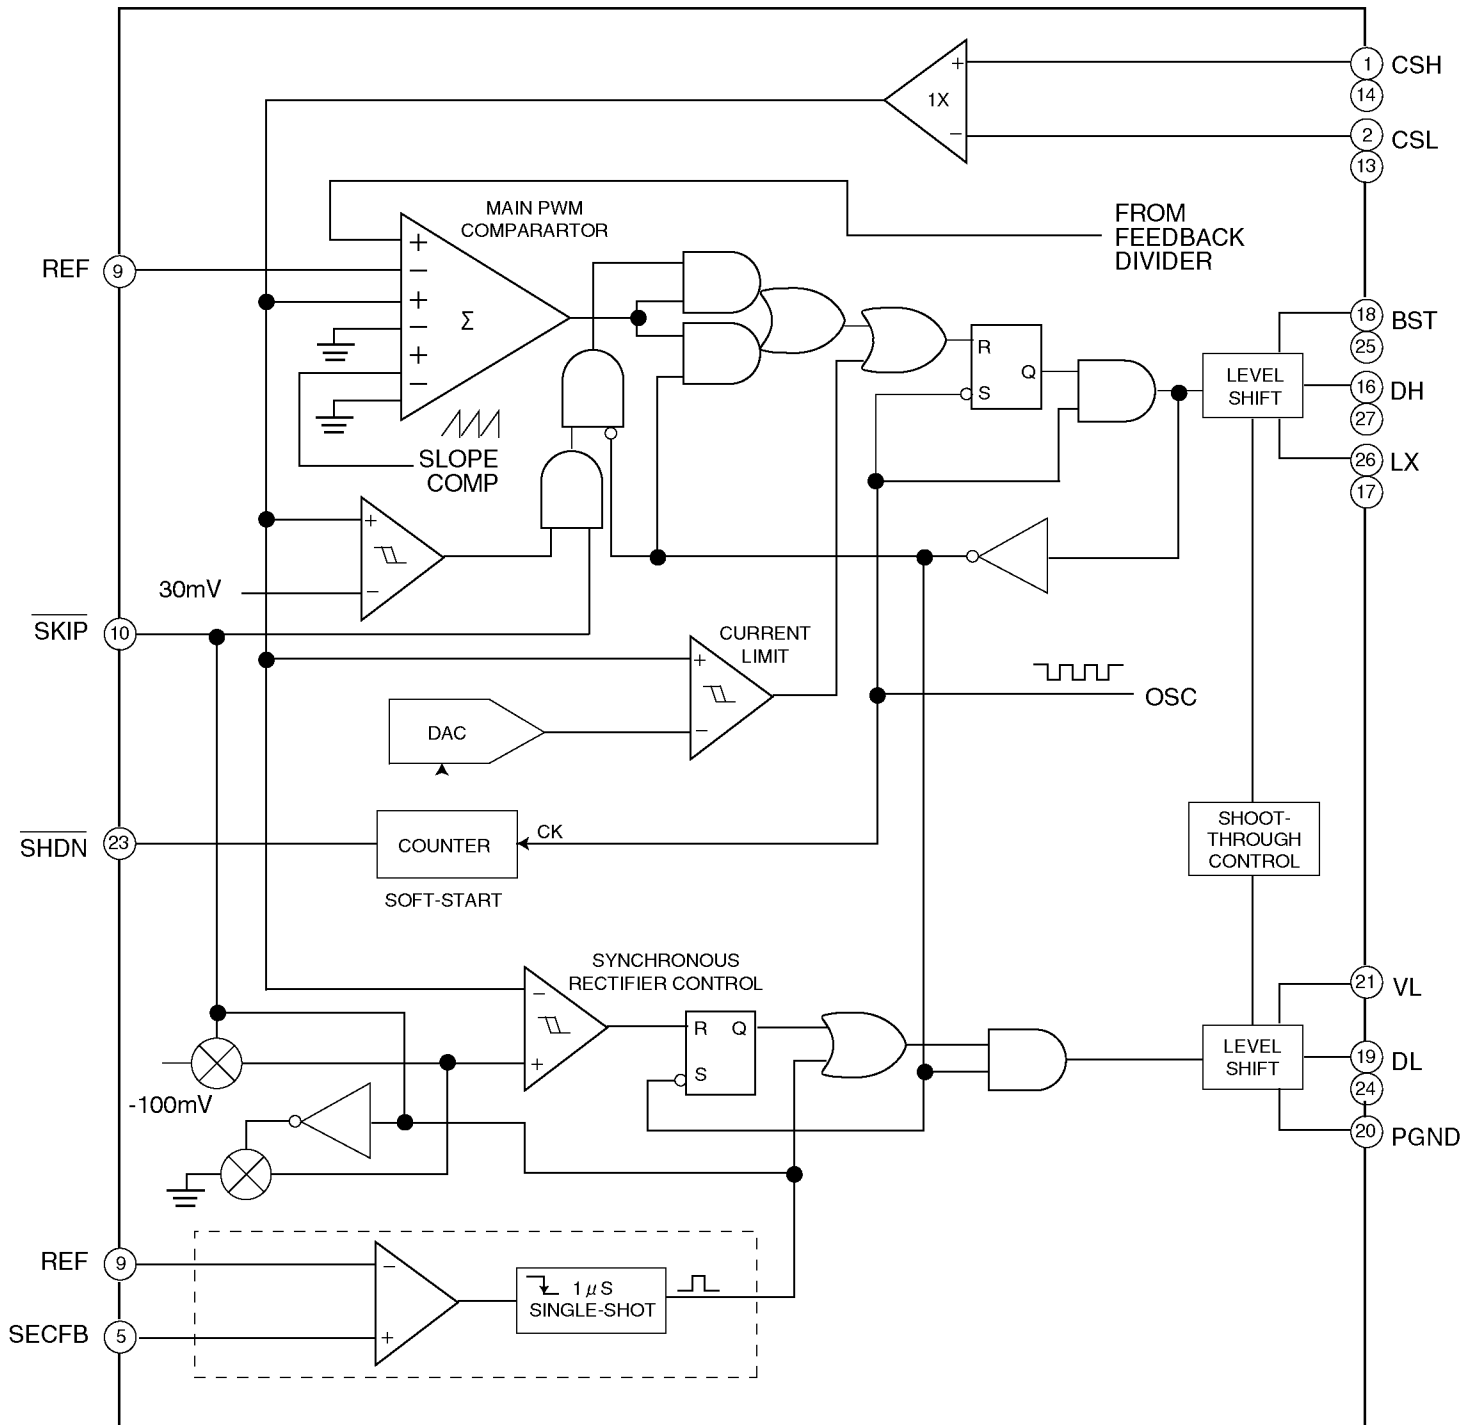 1 CSH
14
1X
+
−
2 CSL
13
MAIN PWM
COMPARARTOR
FROM
FEEDBACK
DIVIDER
REF 9
+
−
+
−
+
−
Σ
18 BST
25
R
Q
S
LEVEL
SHIFT
16 DH
27
SLOPE
COMP
26 LX
17
+
−
30mV
SKIP 10
CURRENT
LIMIT
+
−
OSC
DAC
SHDN 23
COUNTER
CK
SOFT-START
SHOOT-
THROUGH
CONTROL
SYNCHRONOUS
RECTIFIER CONTROL
−
+
R Q
S
21 VL
LEVEL
SHIFT
19 DL
24
20 PGND
-100mV
REF 9
−
+
1 μ S
SINGLE-SHOT
SECFB 5